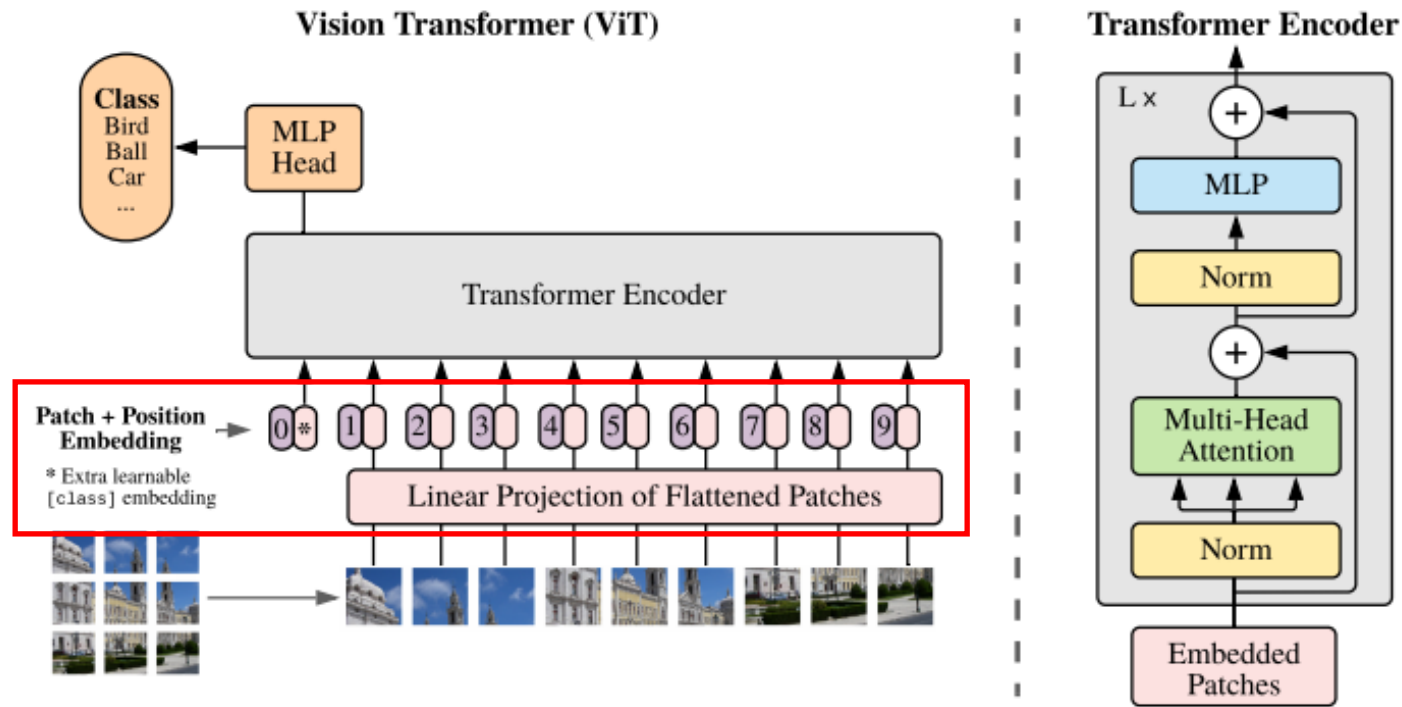 Vision Transformer (ViT)
Class
Bird
Ball
Car
...
MLP
Head
Transformer Encoder
Patch + Position
Embedding
* Extra learnable
[class] embedding
0 * 1 2 3 4 5 6 7 8 9
Linear Projection of Flattened Patches
Transformer Encoder
L x
+
MLP
Norm
+
Multi-Head
Attention
Norm
Embedded
Patches